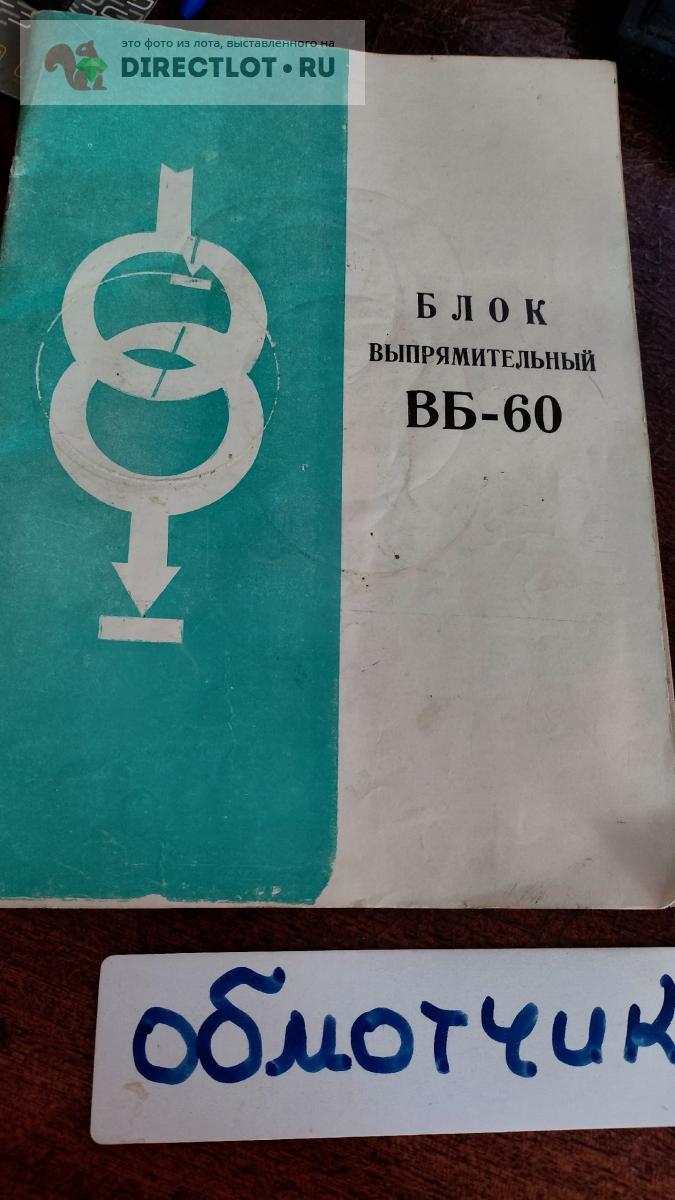 это фото из лота, выставленного на
DIRECTLOT•RU
БЛОК
ВЫПРЯМИТЕЛЬНЫЙ
ВБ-60
обмотчик